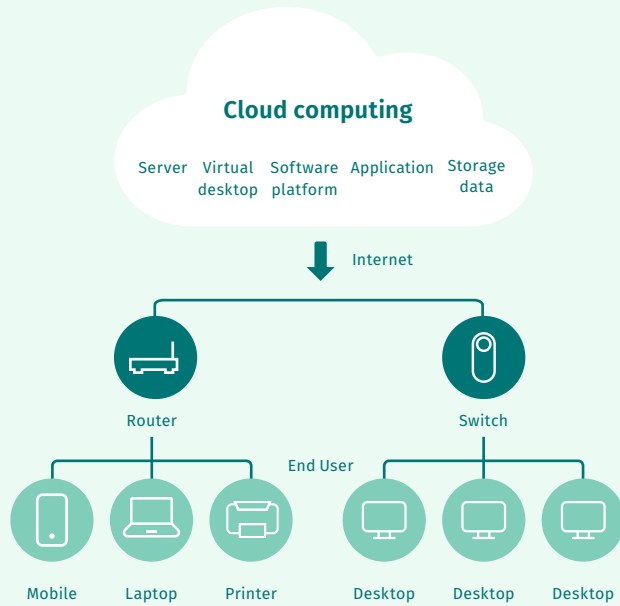 Cloud computing
Server Virtual desktop Software platform Application Storage data
Internet
Router Switch
End User
Mobile Laptop Printer Desktop Desktop Desktop